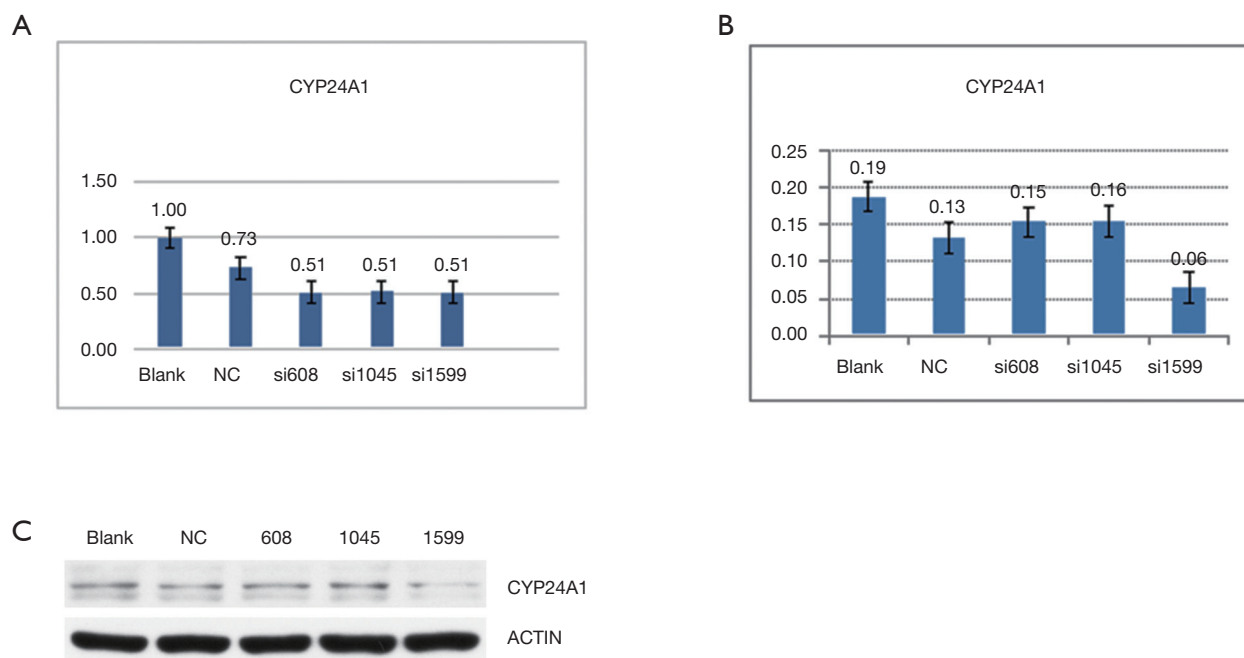 A
CYP24A1
1.50
1.00
0.50
0.00
1.00
0.73
0.51
0.51
0.51
Blank NC si608 si1045 si1599
B
CYP24A1
0.25
0.20
0.15
0.10
0.05
0.00
0.19
0.13
0.15
0.16
0.06
Blank NC si608 si1045 si1599
C
Blank NC 608 1045 1599
CYP24A1
ACTIN